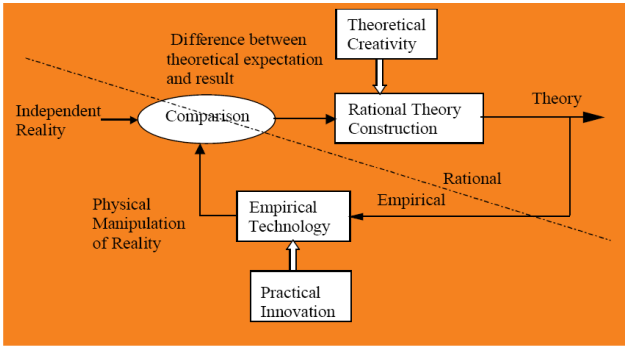 Theoretical
Creativity
Difference between
theoretical expectation
and result
Independent
Reality
Comparison
Rational Theory
Construction
Theory
Rational
Empirical
Physical
Manipulation
of Reality
Empirical
Technology
Practical
Innovation